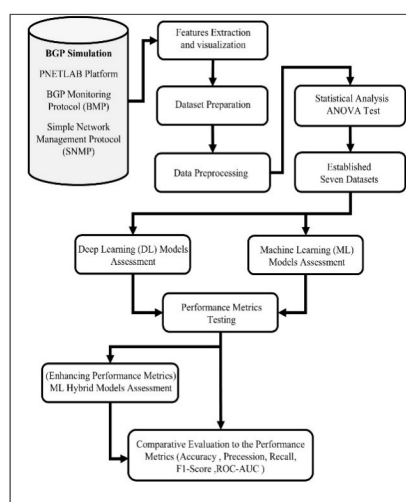 BGP Simulation
PNETLAB Platform
BGP Monitoring
Protocol (BMP)
Simple Network
Management Protocol
(SNMP)
Features Extraction
and visualization
Dataset Preparation
Data Preprocessing
Statistical Analysis
ANOVA Test
Established
Seven Datasets
Deep Learning (DL) Models
Assessment
Machine Learning (ML)
Models Assessment
Performance Metrics
Testing
(Enhancing Performance Metrics)
ML Hybrid Models Assessment
Comparative Evaluation to the Performance
Metrics (Accuracy , Precession, Recall,
F1-Score ,ROC-AUC )